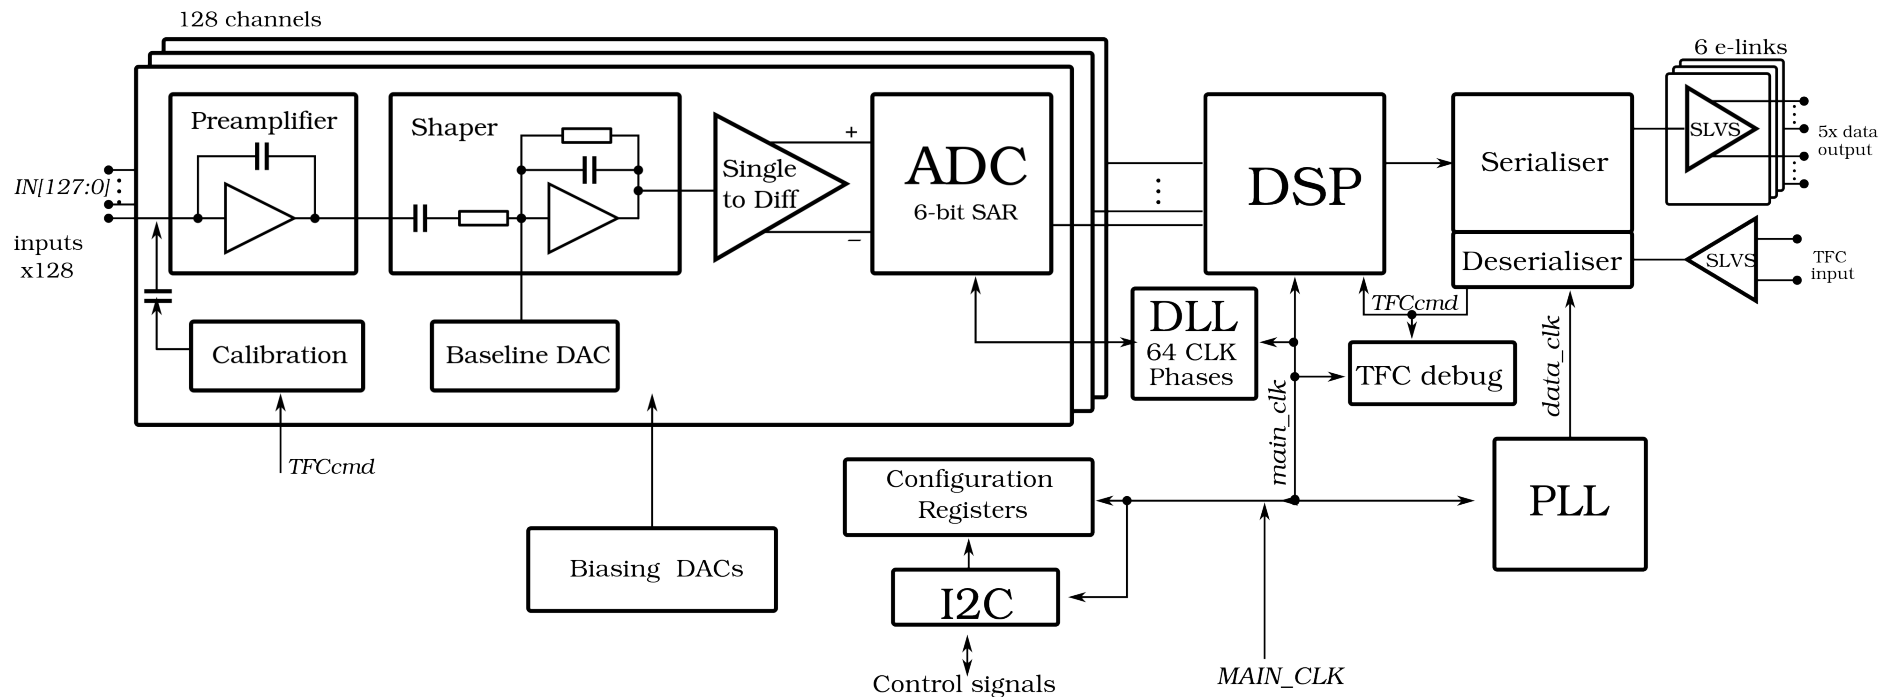 128 channels
6 e-links
Preamplifier
Shaper
+
Single
to Diff
−
ADC
6-bit SAR
DSP
Serialiser
SLVS
5x data
output
IN[127:0]
inputs
x128
Deserialiser
SLVS
TFC
input
Calibration
Baseline DAC
DLL
64 CLK
Phases
TFCcmd
TFC debug
main_clk
data_clk
TFCcmd
Configuration
Registers
PLL
Biasing DACs
I2C
Control signals
MAIN_CLK